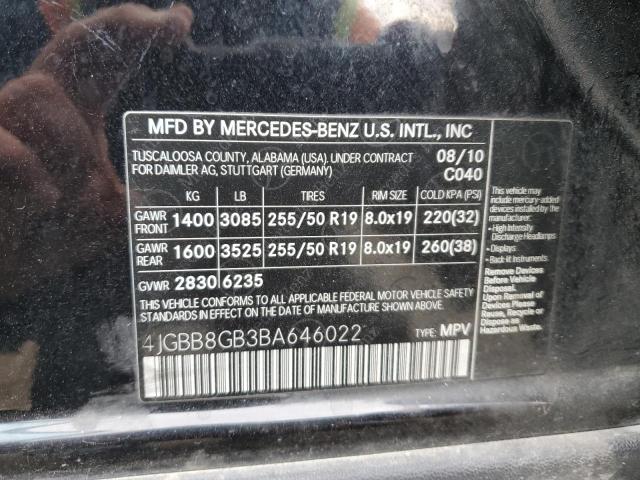 MFD BY MERCEDES-BENZ U.S. INTL., INC
TUSCALOOSA COUNTY, ALABAMA (USA). UNDER CONTRACT 08/10
FOR DAIMLER AG, STUTTGART (GERMANY) C040
KG LB TIRES RIM SIZE COLD KPA (PSI)
GAWR FRONT 1400 3085 255/50 R19 8.0x19 220(32)
GAWR REAR 1600 3525 255/50 R19 8.0x19 260(38)
GVWR 2830 6235
THIS VEHICLE CONFORMS TO ALL APPLICABLE FEDERAL MOTOR VEHICLE SAFETY
STANDARDS IN EFFECT ON THE DATE OF MANUFACTURE SHOWN ABOVE.
4JGBB8GB3BA646022 TYPE: MPV
This vehicle may
include mercury-added
devices installed by the
manufacturer:
- High Intensity
Discharge Headlamps
- Displays;
- Back-lit Instruments
Remove Devices
Before Vehicle
Disposal.
Upon Removal
Please Reuse,
Recycle or
Dispose as
Hazardous Waste.